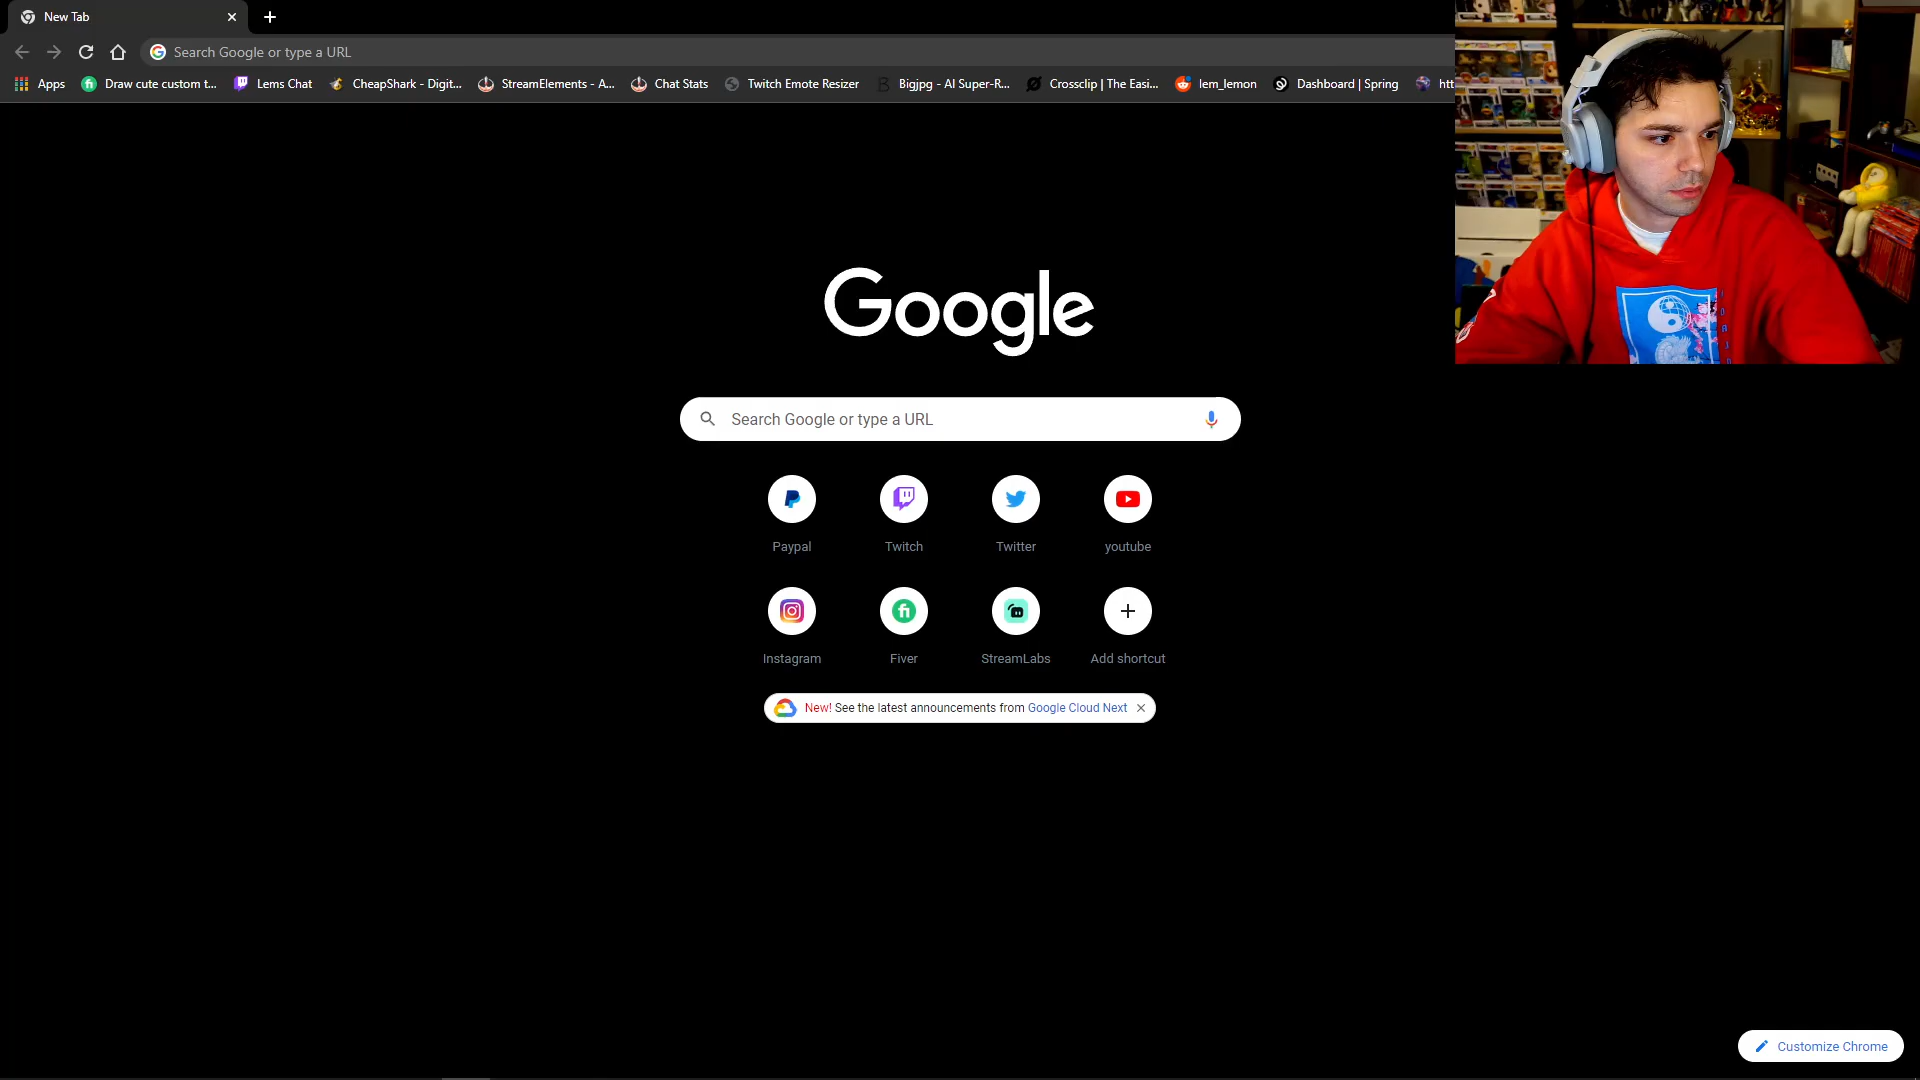 New Tab
Search Google or type a URL
Apps
Draw cute custom t...
Lems Chat
CheapShark - Digit...
StreamElements - A...
Chat Stats
Twitch Emote Resizer
Bigjpg - AI Super-R...
Crossclip | The Easi...
lem_lemon
Dashboard | Spring
htt
Google
Search Google or type a URL
Paypal
Twitch
Twitter
youtube
Instagram
Fiver
StreamLabs
Add shortcut
New! See the latest announcements from Google Cloud Next
Customize Chrome